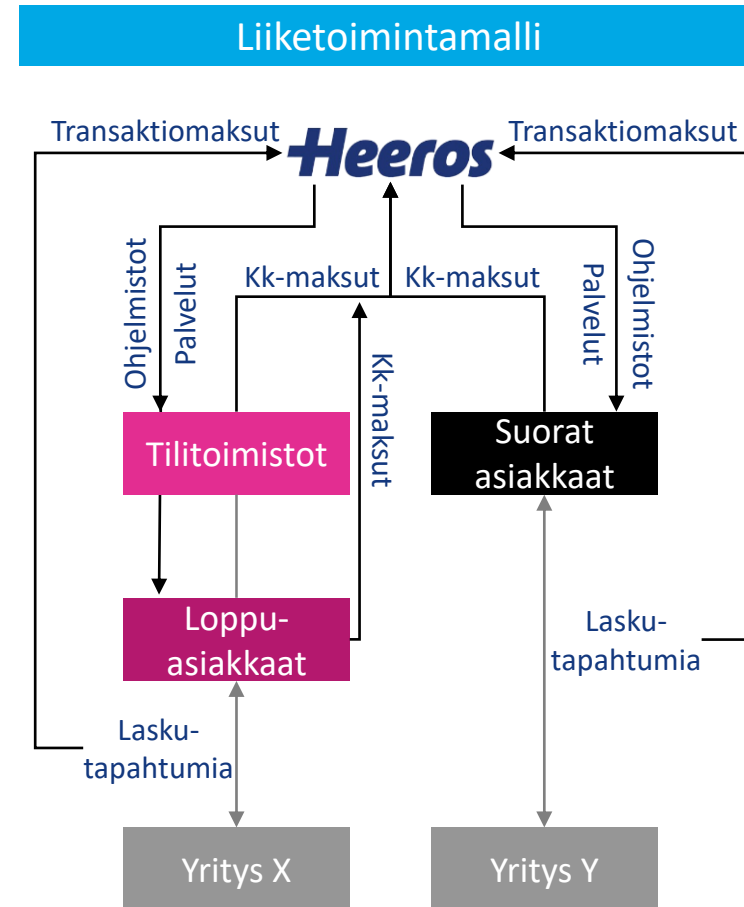 Liiketoimintamalli
Transaktiomaksut
Heeros
Transaktiomaksut
Ohjelmistot
Palvelut
Kk-maksut
Kk-maksut
Palvelut
Ohjelmistot
Kk-maksut
Tilitoimistot
Suorat
asiakkaat
Loppu-
asiakkaat
Lasku-
tapahtumia
Lasku-
tapahtumia
Yritys X
Yritys Y